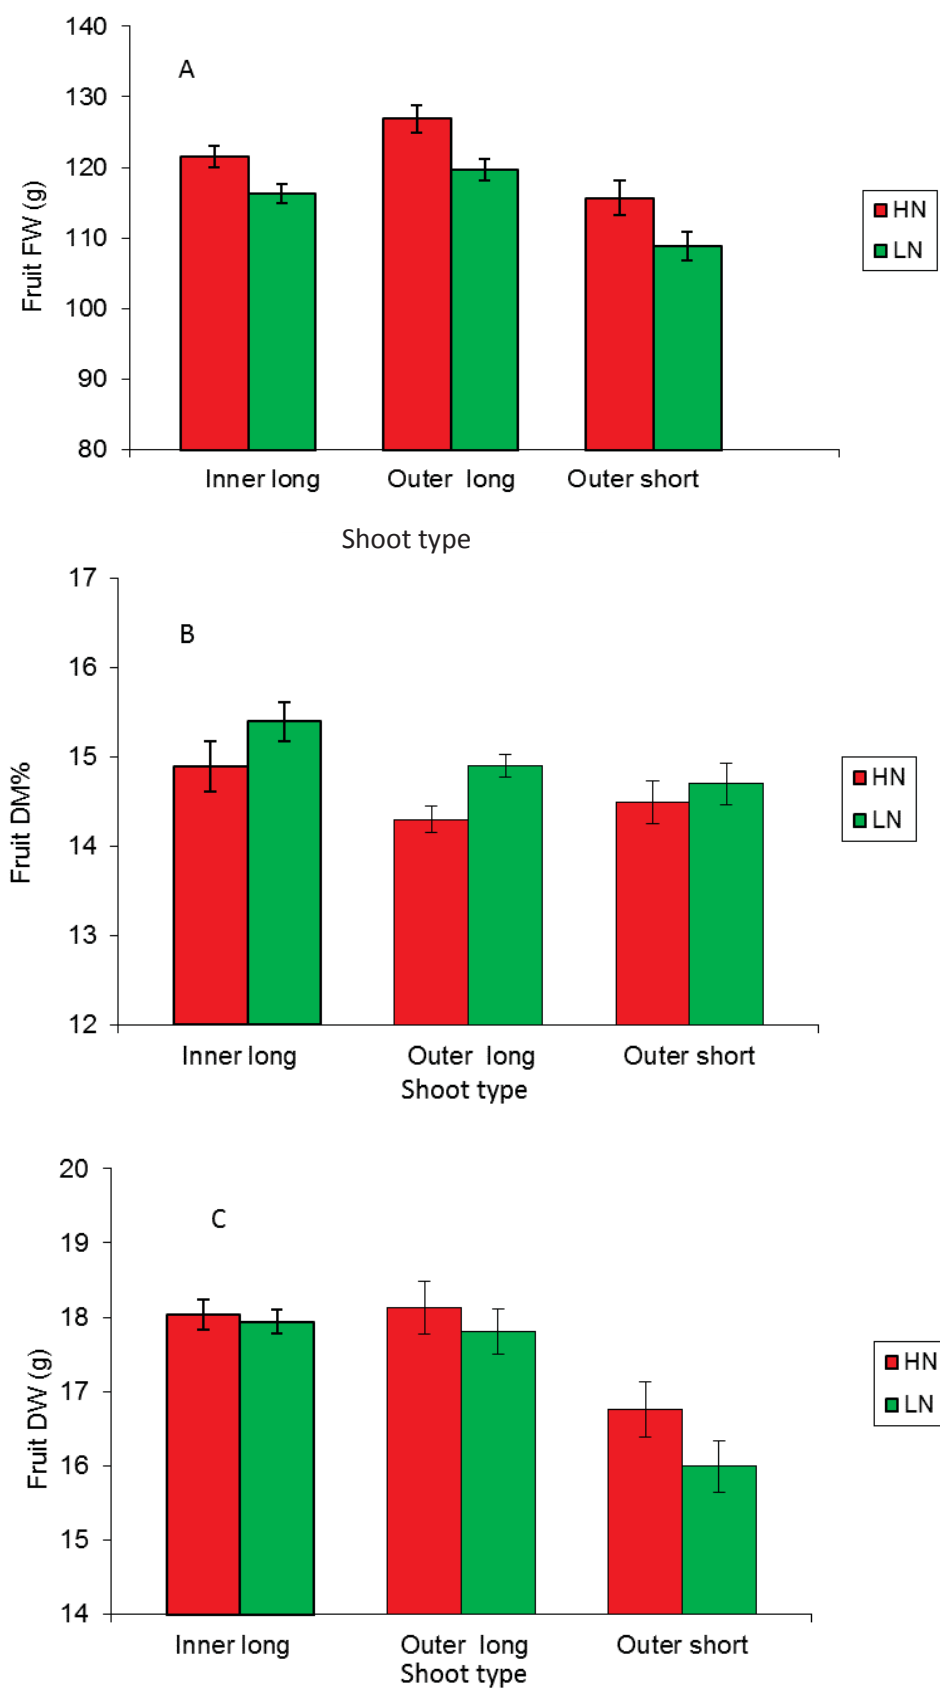 140
A
130
120
110
100
90
80
Fruit FW (g)
HN
LN
Inner long Outer long Outer short
Shoot type
17
B
16
15
14
13
12
Fruit DM%
HN
LN
Inner long Outer long Outer short
Shoot type
20
C
19
18
17
16
15
14
Fruit DW (g)
HN
LN
Inner long Outer long Outer short
Shoot type